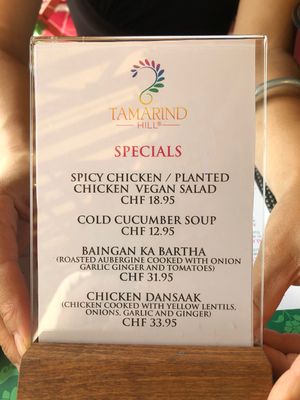 TAMARIND
HILL®
SPECIALS
SPICY CHICKEN / PLANTED
CHICKEN VEGAN SALAD
CHF 18.95
COLD CUCUMBER SOUP
CHF 12.95
BAINGAN KA BARTHA
(ROASTED AUBERGINE COOKED WITH ONION
GARLIC GINGER AND TOMATOES)
CHF 31.95
CHICKEN DANSAAK
(CHICKEN COOKED WITH YELLOW LENTILS,
ONIONS, GARLIC AND GINGER)
CHF 33.95